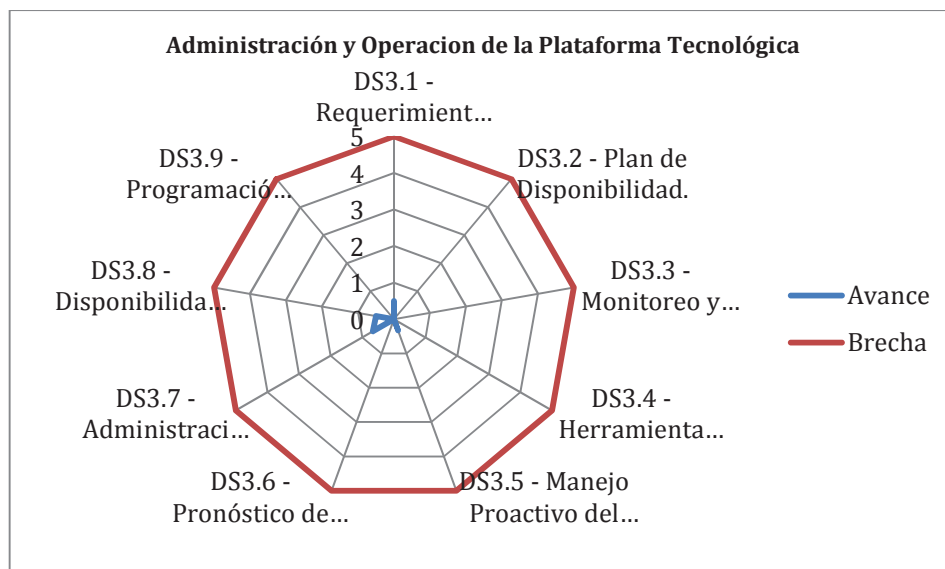 Administración y Operacion de la Plataforma Tecnológica
DS3.1 -
Requerimient...
DS3.2 - Plan de
Disponibilidad.
DS3.3 -
Monitoreo y...
DS3.4 -
Herramienta...
DS3.5 - Manejo
Proactivo del...
DS3.6 -
Pronóstico de...
DS3.7 -
Administraci...
DS3.8 -
Disponibilida...
DS3.9 -
Programació...
5
4
3
2
1
0
Avance
Brecha